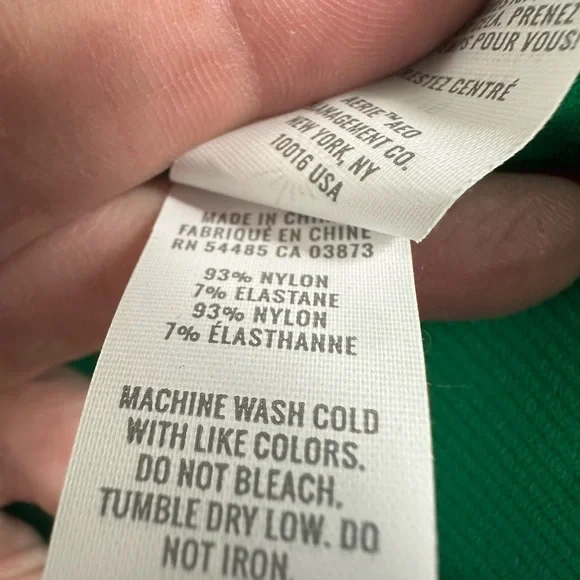 PRENEZ
POUR VOUS
RESTEZ CENTRÉ
AERIE™ AEO
MANAGEMENT CO.
NEW YORK, NY
10016 USA
MADE IN
FABRIQUÉ EN CHINE
RN 54485 CA 03873
93% NYLON
7% ELASTANE
93% NYLON
7% ÉLASTHANNE
MACHINE WASH COLD
WITH LIKE COLORS.
DO NOT BLEACH.
TUMBLE DRY LOW. DO
NOT IRON.